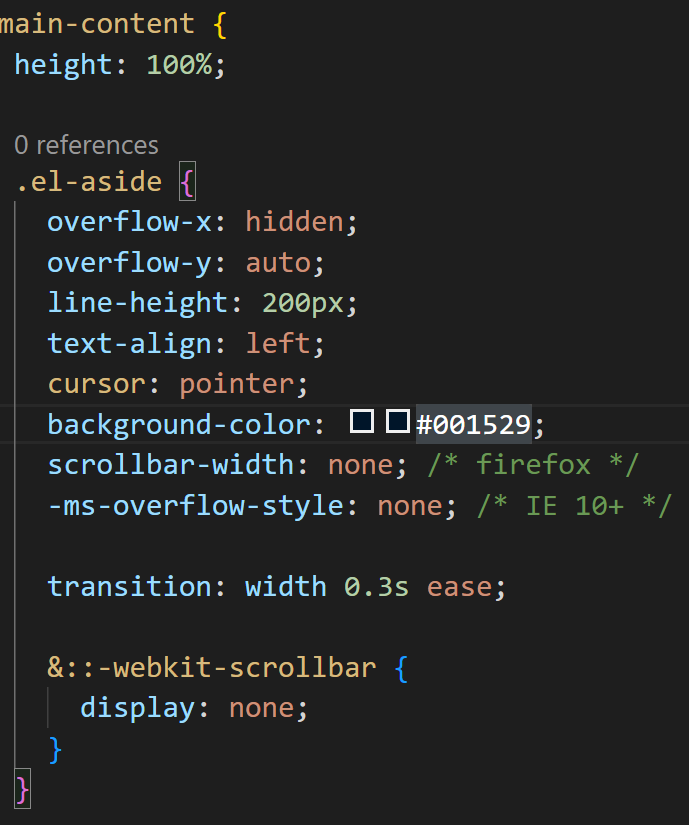 main-content {
height: 100%;
0 references
.el-aside {
overflow-x: hidden;
overflow-y: auto;
line-height: 200px;
text-align: left;
cursor: pointer;
background-color: #001529;
scrollbar-width: none; /* firefox */
-ms-overflow-style: none; /* IE 10+ */
transition: width 0.3s ease;
&::-webkit-scrollbar {
display: none;
}
}